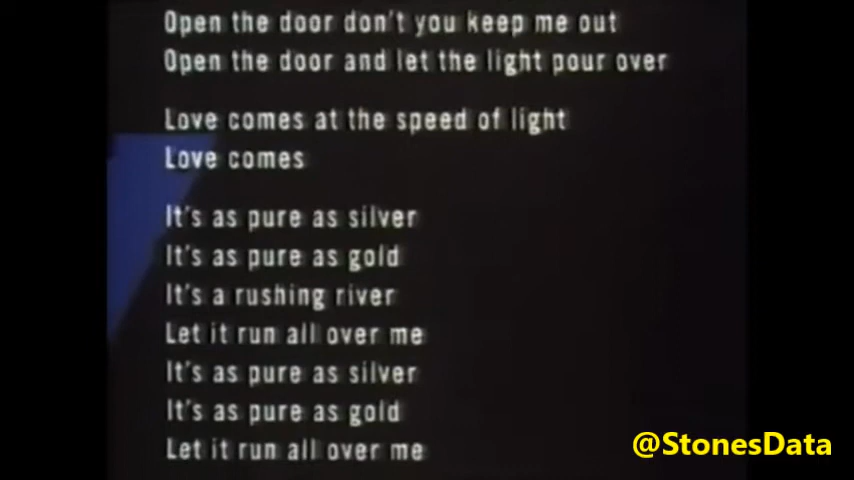 Open the door don't you keep me out
Open the door and let the light pour over
Love comes at the speed of light
Love comes
It's as pure as silver
It's as pure as gold
It's a rushing river
Let it run all over me
It's as pure as silver
It's as pure as gold
Let it run all over me
@StonesData